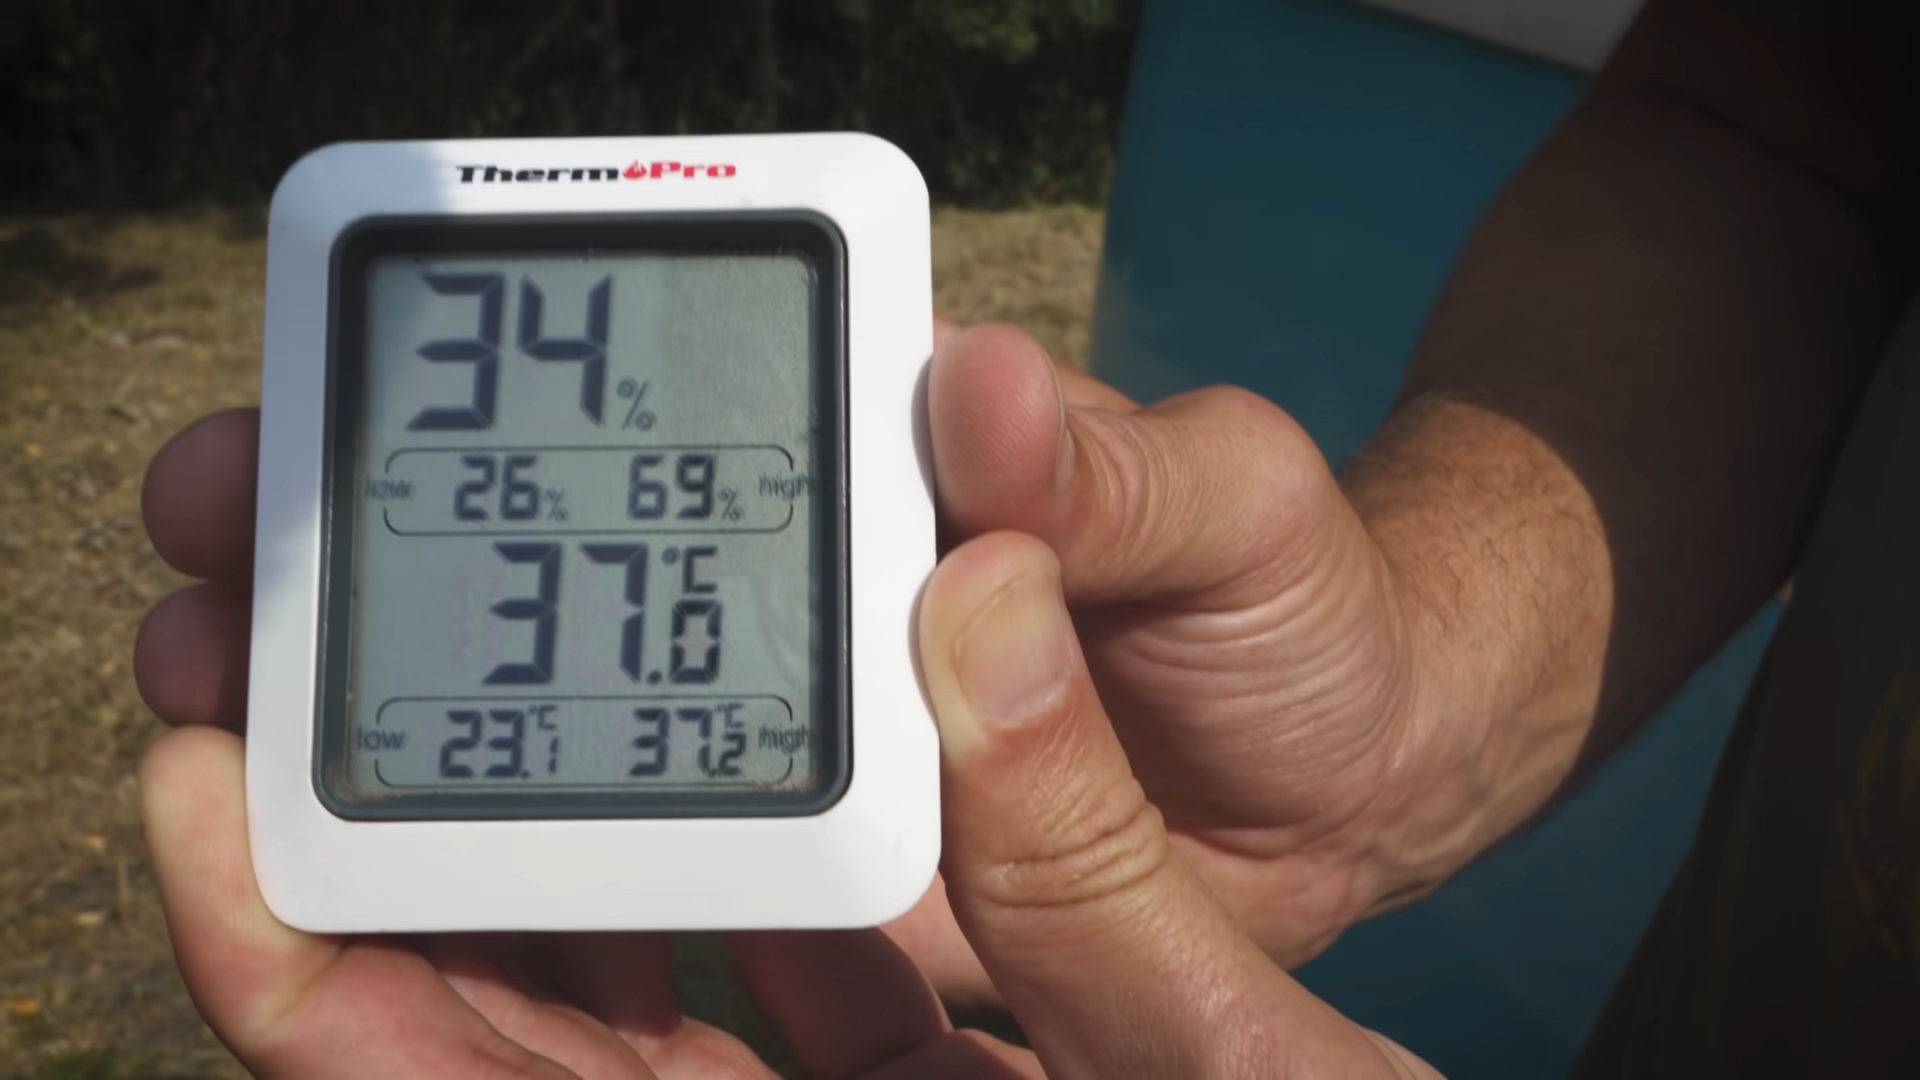 ThermoPro
34%
low 26% 69% high
37.0°C
low 23.1°C 37.2°C high